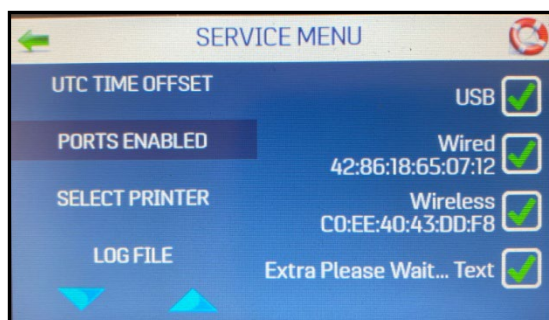 SERVICE MENU
UTC TIME OFFSET
PORTS ENABLED
SELECT PRINTER
LOG FILE
USB
Wired
42:86:18:65:07:12
Wireless
C0:EE:40:43:DD:F8
Extra Please Wait... Text